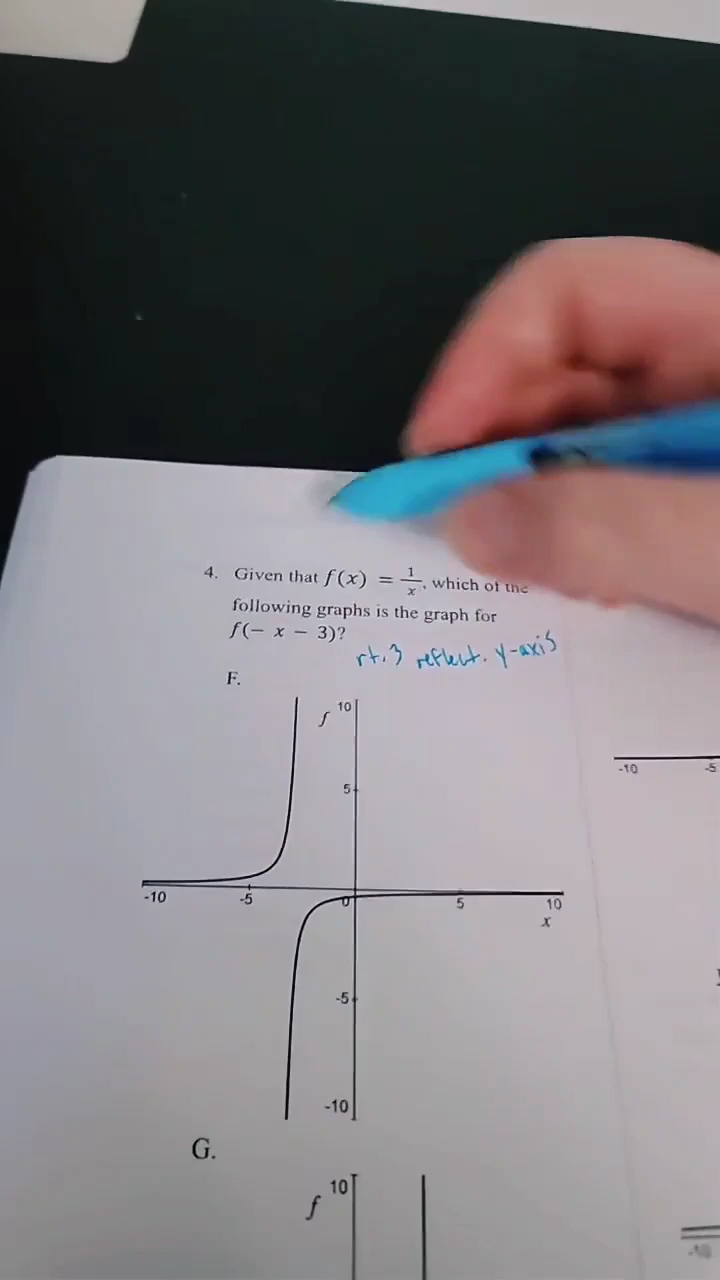 4. Given that f(x) = 1/x, which of the
following graphs is the graph for
f(− x − 3)?
rt. 3 reflect. y-axis
F.
f 10
5
-10 -5 0 5 10
x
-5
-10
G.
f 10
-10 -5
-10